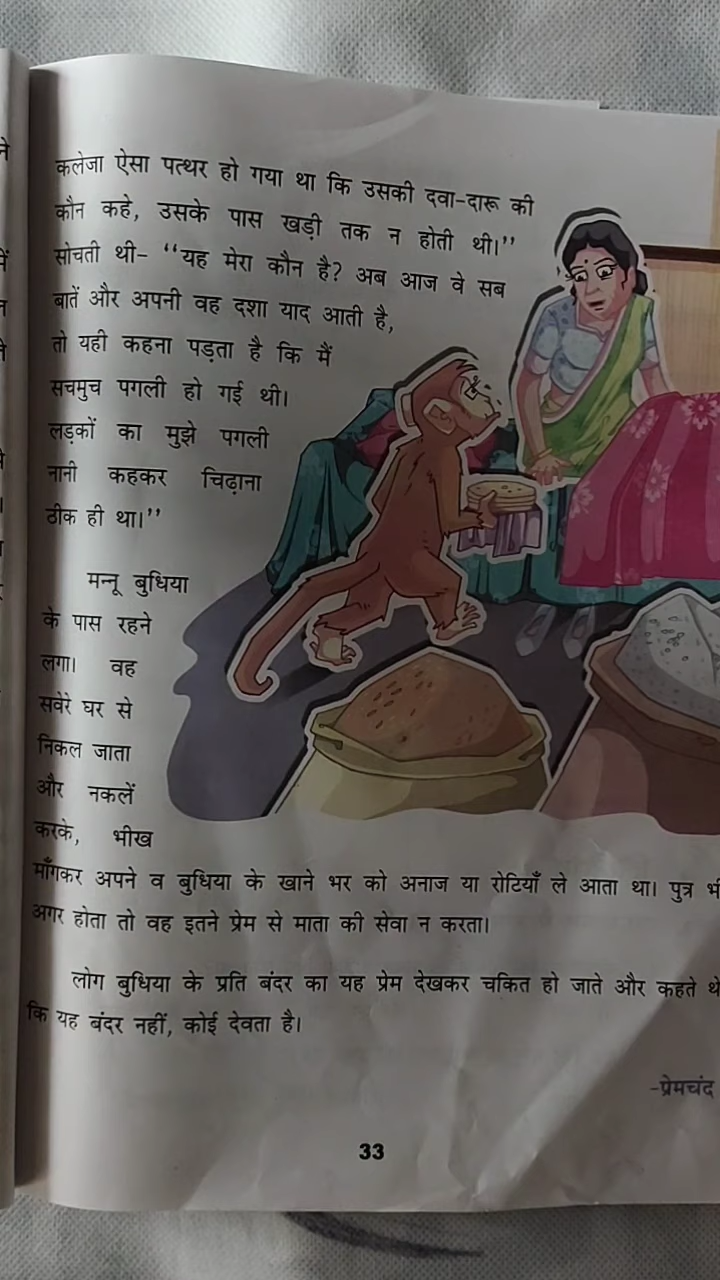 कलेजा ऐसा पत्थर हो गया था कि उसकी दवा-दारू की
कौन कहे, उसके पास खड़ी तक न होती थी।”
सोचती थी– “यह मेरा कौन है? अब आज वे सब
बातें और अपनी वह दशा याद आती है,
तो यही कहना पड़ता है कि मैं
सचमुच पगली हो गई थी।
लड़कों का मुझे पगली
नानी कहकर चिढ़ाना
ठीक ही था।”
मन्नू बुधिया
के पास रहने
लगा। वह
सवेरे घर से
निकल जाता
और नकलें
करके, भीख
माँगकर अपने व बुधिया के खाने भर को अनाज या रोटियाँ ले आता था। पुत्र भी
अगर होता तो वह इतने प्रेम से माता की सेवा न करता।
लोग बुधिया के प्रति बंदर का यह प्रेम देखकर चकित हो जाते और कहते थे
कि यह बंदर नहीं, कोई देवता है।
-प्रेमचंद
33